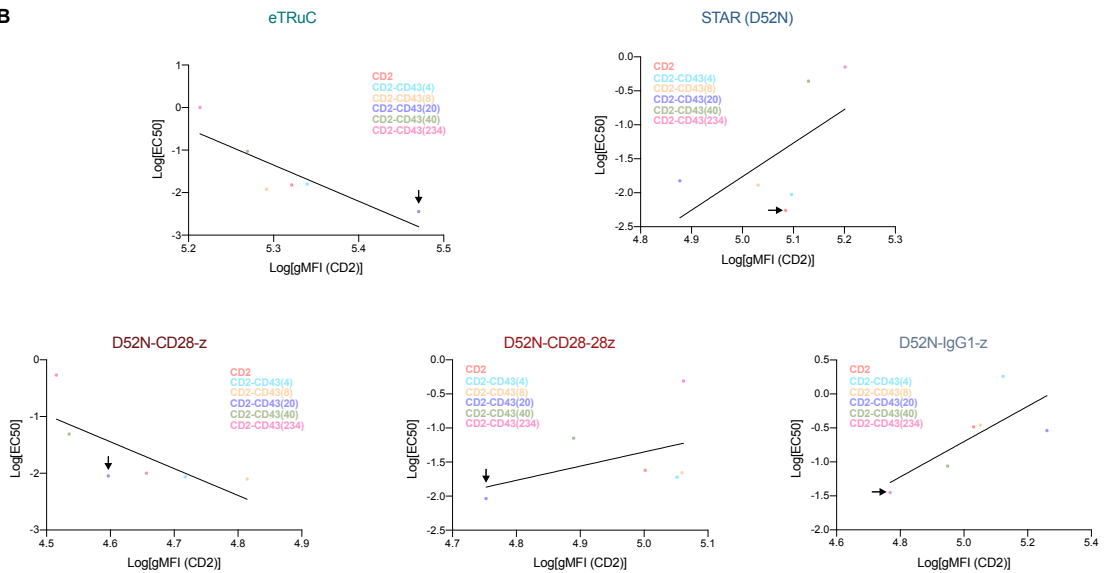 B
eTRuC
1
0
-1
-2
-3
5.2
5.3
5.4
5.5
Log[EC50]
Log[gMFI (CD2)]
CD2
CD2-CD43(4)
CD2-CD43(8)
CD2-CD43(20)
CD2-CD43(40)
CD2-CD43(234)
STAR (D52N)
0.0
-0.5
-1.0
-1.5
-2.0
-2.5
4.8
4.9
5.0
5.1
5.2
5.3
Log[EC50]
Log[gMFI (CD2)]
CD2
CD2-CD43(4)
CD2-CD43(8)
CD2-CD43(20)
CD2-CD43(40)
CD2-CD43(234)
D52N-CD28-z
0
-1
-2
-3
4.5
4.6
4.7
4.8
4.9
Log[EC50]
Log[gMFI (CD2)]
CD2
CD2-CD43(4)
CD2-CD43(8)
CD2-CD43(20)
CD2-CD43(40)
CD2-CD43(234)
D52N-CD28-28z
0.0
-0.5
-1.0
-1.5
-2.0
-2.5
4.7
4.8
4.9
5.0
5.1
Log[EC50]
Log[gMFI (CD2)]
CD2
CD2-CD43(4)
CD2-CD43(8)
CD2-CD43(20)
CD2-CD43(40)
CD2-CD43(234)
D52N-IgG1-z
0.5
0.0
-0.5
-1.0
-1.5
-2.0
4.6
4.8
5.0
5.2
5.4
Log[EC50]
Log[gMFI (CD2)]
CD2
CD2-CD43(4)
CD2-CD43(8)
CD2-CD43(20)
CD2-CD43(40)
CD2-CD43(234)